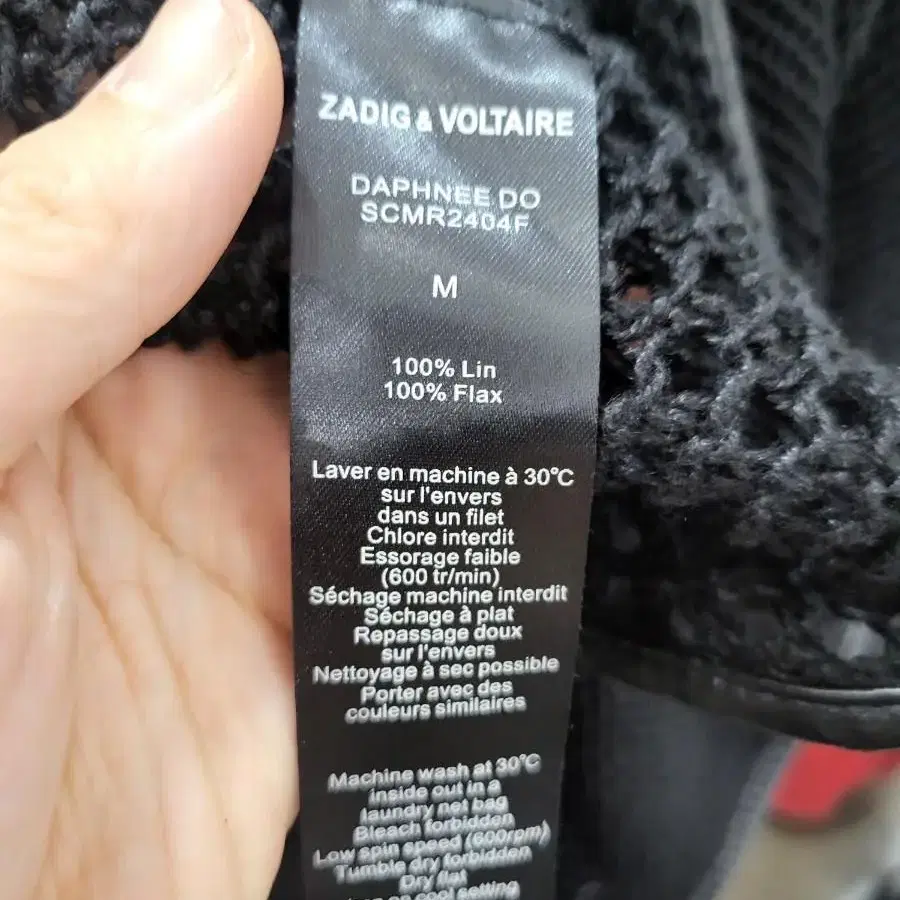 ZADIG & VOLTAIRE
DAPHNEE DO
SCMR2404F
M
100% Lin
100% Flax
Laver en machine à 30°C
sur l'envers
dans un filet
Chlore interdit
Essorage faible
(600 tr/min)
Séchage machine interdit
Séchage à plat
Repassage doux
sur l'envers
Nettoyage à sec possible
Porter avec des
couleurs similaires
Machine wash at 30°C
inside out in a
laundry net bag
Bleach forbidden
Low spin speed (600rpm)
Tumble dry forbidden
Dry flat
on cool setting